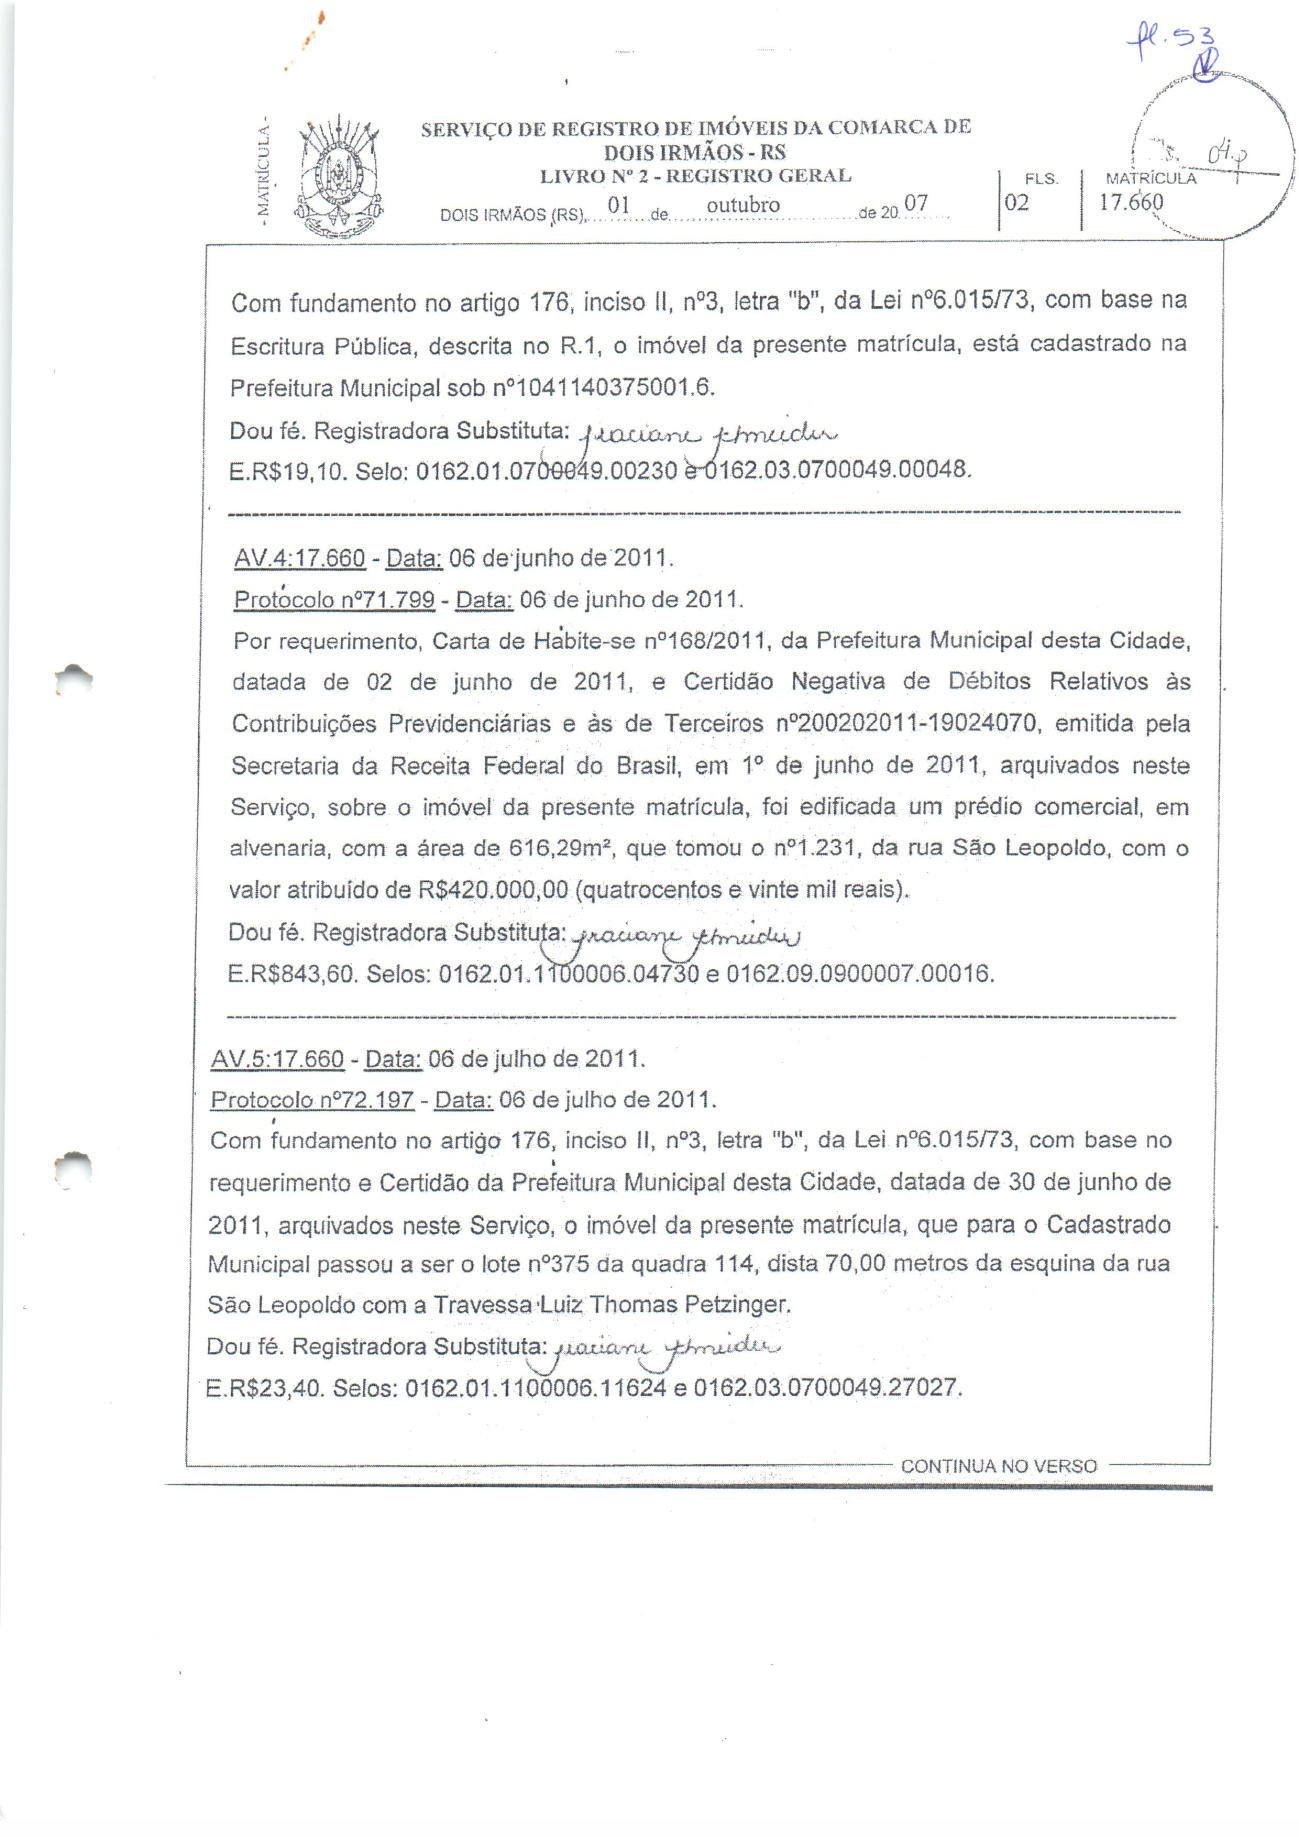 fl. 53
- MATRÍCULA -
SERVIÇO DE REGISTRO DE IMÓVEIS DA COMARCA DE
DOIS IRMÃOS - RS
LIVRO Nº 2 - REGISTRO GERAL
DOIS IRMÃOS (RS), 01 de outubro de 20 07
FLS.
02
MATRÍCULA
17.660
Com fundamento no artigo 176, inciso II, nº3, letra "b", da Lei nº6.015/73, com base na
Escritura Pública, descrita no R.1, o imóvel da presente matrícula, está cadastrado na
Prefeitura Municipal sob nº1041140375001.6.
Dou fé. Registradora Substituta:
E.R$19,10. Selo: 0162.01.0700049.00230 e 0162.03.0700049.00048.
AV.4:17.660 - Data: 06 de junho de 2011.
Protocolo nº71.799 - Data: 06 de junho de 2011.
Por requerimento, Carta de Habite-se nº168/2011, da Prefeitura Municipal desta Cidade,
datada de 02 de junho de 2011, e Certidão Negativa de Débitos Relativos às
Contribuições Previdenciárias e às de Terceiros nº200202011-19024070, emitida pela
Secretaria da Receita Federal do Brasil, em 1º de junho de 2011, arquivados neste
Serviço, sobre o imóvel da presente matrícula, foi edificada um prédio comercial, em
alvenaria, com a área de 616,29m², que tomou o nº1.231, da rua São Leopoldo, com o
valor atribuído de R$420.000,00 (quatrocentos e vinte mil reais).
Dou fé. Registradora Substituta:
E.R$843,60. Selos: 0162.01.1100006.04730 e 0162.09.0900007.00016.
AV.5:17.660 - Data: 06 de julho de 2011.
Protocolo nº72.197 - Data: 06 de julho de 2011.
Com fundamento no artigo 176, inciso II, nº3, letra "b", da Lei nº6.015/73, com base no
requerimento e Certidão da Prefeitura Municipal desta Cidade, datada de 30 de junho de
2011, arquivados neste Serviço, o imóvel da presente matrícula, que para o Cadastrado
Municipal passou a ser o lote nº375 da quadra 114, dista 70,00 metros da esquina da rua
São Leopoldo com a Travessa Luiz Thomas Petzinger.
Dou fé. Registradora Substituta:
E.R$23,40. Selos: 0162.01.1100006.11624 e 0162.03.0700049.27027.
CONTINUA NO VERSO